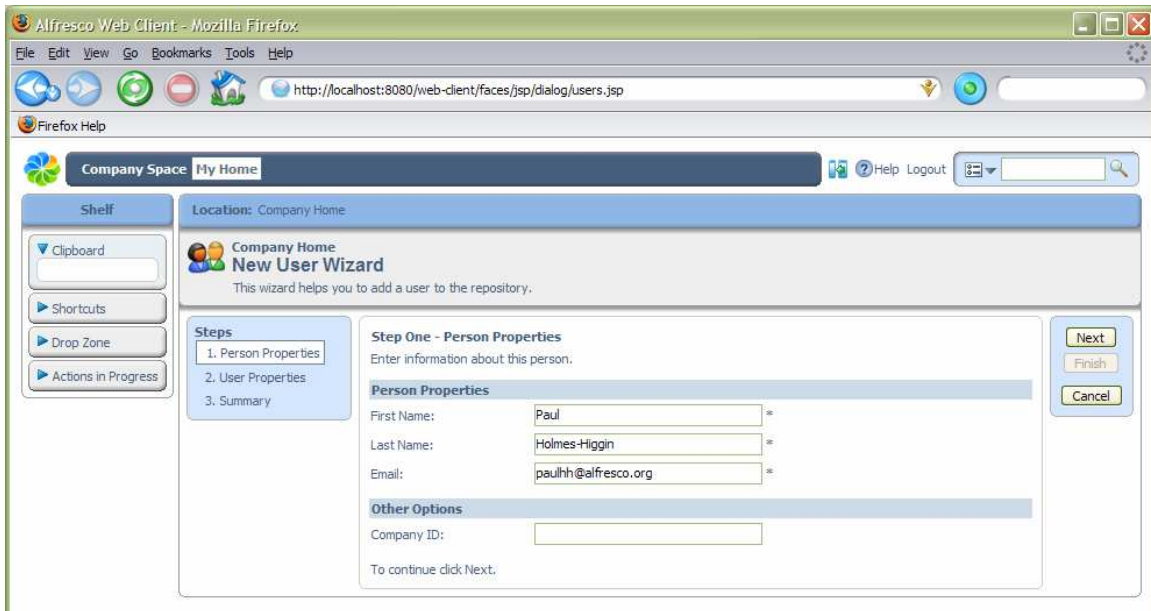 Alfresco Web Client - Mozilla Firefox
File Edit View Go Bookmarks Tools Help
http://localhost:8080/web-client/faces/jsp/dialog/users.jsp
Firefox Help
Company Space My Home Help Logout
Shelf
Location: Company Home
Clipboard
Shortcuts
Drop Zone
Actions in Progress
Company Home
New User Wizard
This wizard helps you to add a user to the repository.
Steps
1. Person Properties
2. User Properties
3. Summary
Step One - Person Properties
Enter information about this person.
Person Properties
First Name: Paul *
Last Name: Holmes-Higgin *
Email: paulhh@alfresco.org *
Other Options
Company ID:
To continue click Next.
Next
Finish
Cancel